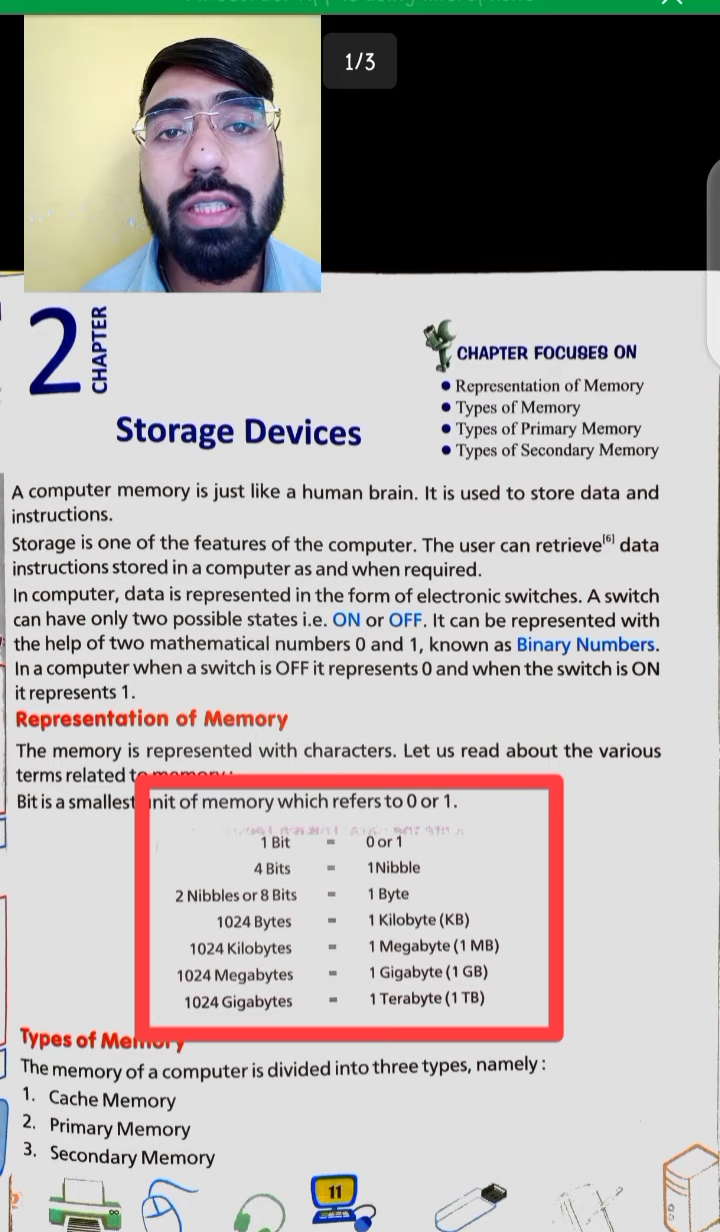 1/3
2
CHAPTER
CHAPTER FOCUSES ON
• Representation of Memory
• Types of Memory
• Types of Primary Memory
• Types of Secondary Memory
Storage Devices
A computer memory is just like a human brain. It is used to store data and
instructions.
Storage is one of the features of the computer. The user can retrieve[6] data
instructions stored in a computer as and when required.
In computer, data is represented in the form of electronic switches. A switch
can have only two possible states i.e. ON or OFF. It can be represented with
the help of two mathematical numbers 0 and 1, known as Binary Numbers.
In a computer when a switch is OFF it represents 0 and when the switch is ON
it represents 1.
Representation of Memory
The memory is represented with characters. Let us read about the various
terms related to memory:
Bit is a smallest unit of memory which refers to 0 or 1.
1 Bit = 0 or 1
4 Bits = 1Nibble
2 Nibbles or 8 Bits = 1 Byte
1024 Bytes = 1 Kilobyte (KB)
1024 Kilobytes = 1 Megabyte (1 MB)
1024 Megabytes = 1 Gigabyte (1 GB)
1024 Gigabytes = 1 Terabyte (1 TB)
Types of Memory
The memory of a computer is divided into three types, namely :
1. Cache Memory
2. Primary Memory
3. Secondary Memory
11